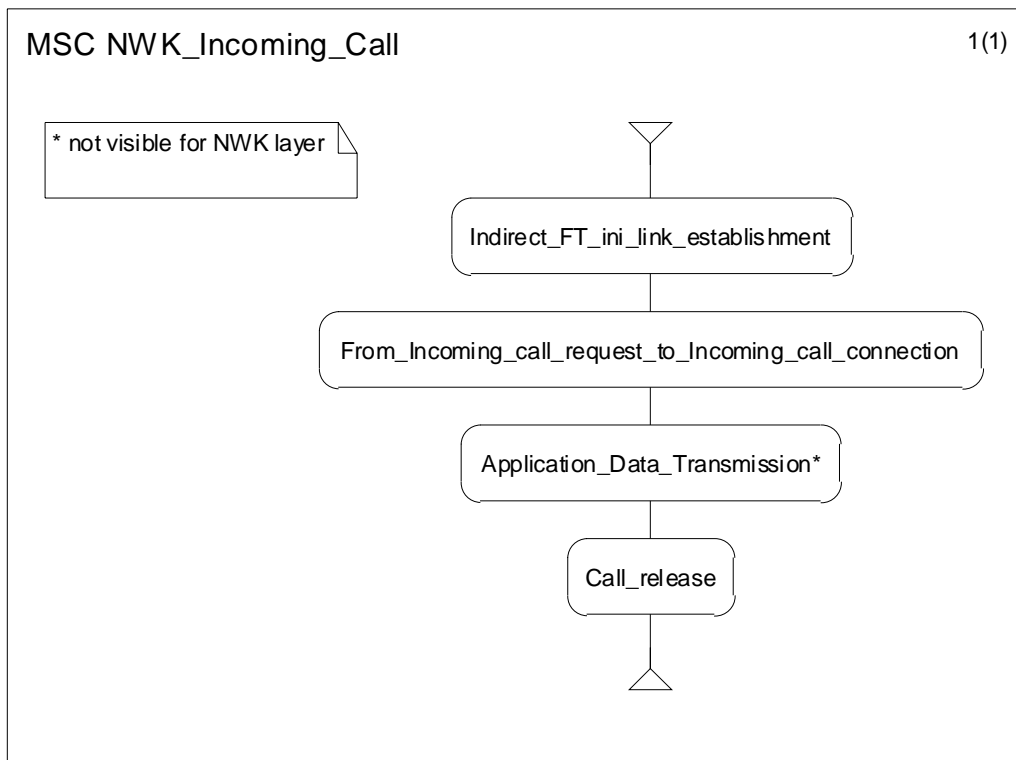 MSC NWK_Incoming_Call
1(1)
* not visible for NWK layer
Indirect_FT_ini_link_establishment
From_Incoming_call_request_to_Incoming_call_connection
Application_Data_Transmission*
Call_release